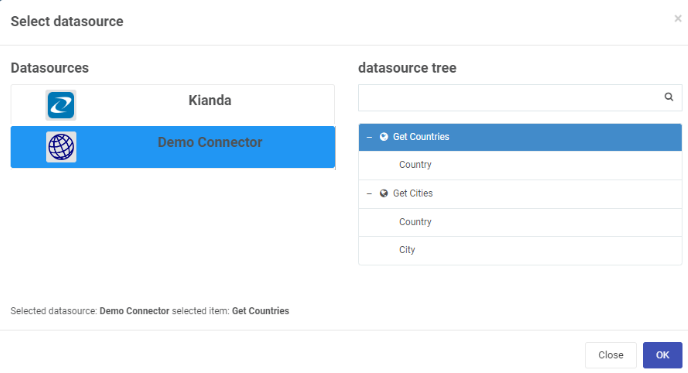 Select datasource
×
Datasources
Kianda
Demo Connector
datasource tree
Get Countries
Country
Get Cities
Country
City
Selected datasource: Demo Connector selected item: Get Countries
Close
OK